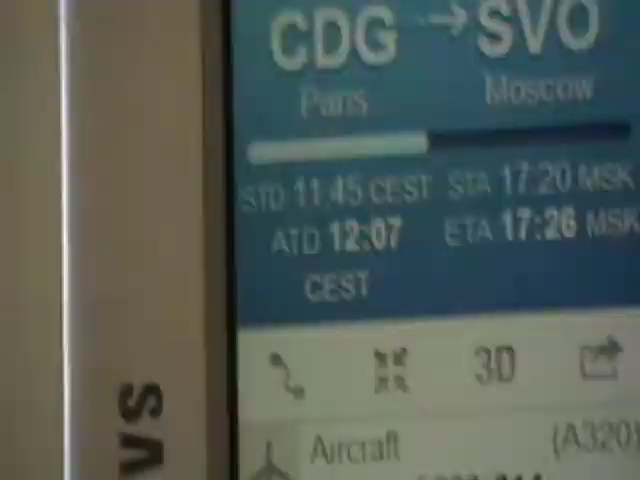 CDG → SVO
Paris Moscow
STD 11:45 CEST STA 17:20 MSK
ATD 12:07 ETA 17:26 MSK
CEST
3D
Aircraft (A320)
VS